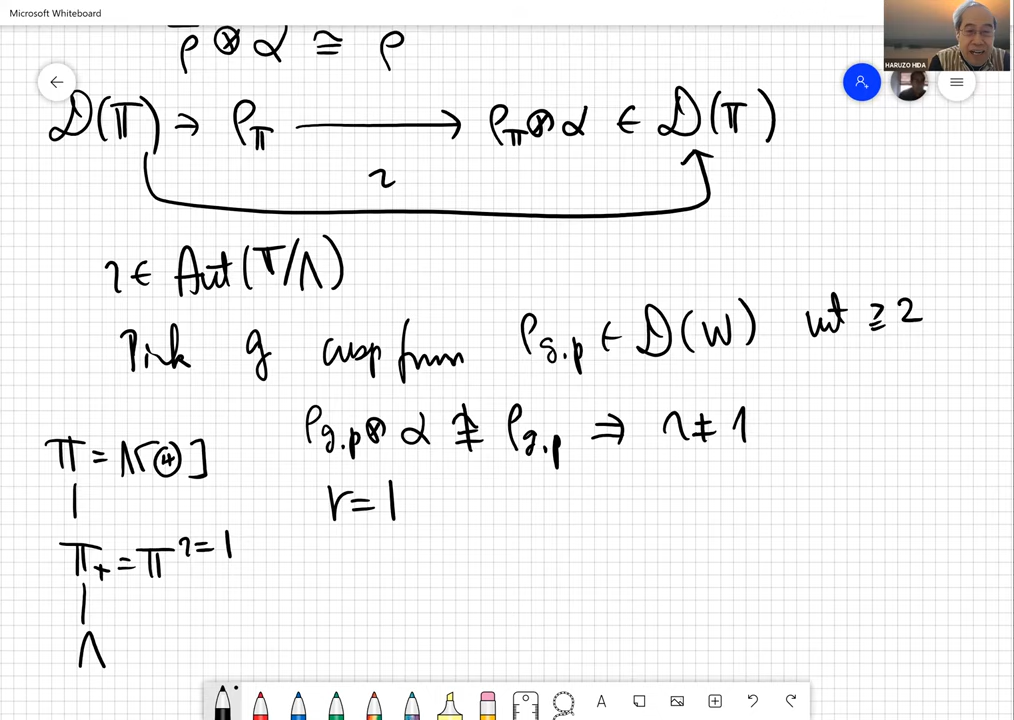 Microsoft Whiteboard
HARUZO HIDA
ρ̄ ⊗ α ≅ ρ̄
𝒟(𝕋) ∋ ρ_𝕋 ⟶ ρ_𝕋 ⊗ α ∈ 𝒟(𝕋)
ι
ι ∈ Aut(𝕋/Λ)
Pick g cusp form ρ_{g.p} ∈ 𝒟(W) wt ≥ 2
ρ_{g.p} ⊗ α ≇ ρ_{g.p} ⇒ ι ≠ 1
𝕋 = Λ[Ⓗ]
r = 1
𝕋_+ = 𝕋^{ι=1}
Λ